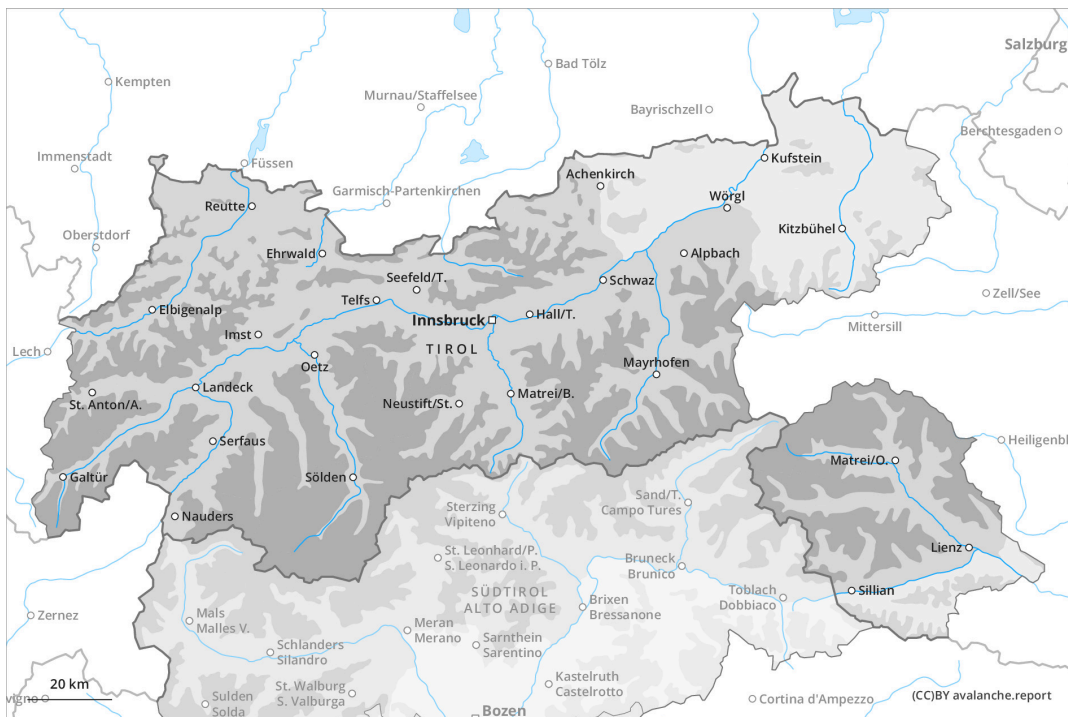 Salzburg
Bad Tölz
Kempten
Murnau/Staffelsee
Bayrischzell
Berchtesgaden
Immenstadt
Füssen
Kufstein
Achenkirch
Garmisch-Partenkirchen
Wörgl
Reutte
Kitzbühel
Oberstdorf
Ehrwald
Alpbach
Seefeld/T.
Schwaz
Zell/See
Telfs
Elbigenalp
Innsbruck
Hall/T.
Mittersill
Imst
TIROL
Lech
Oetz
Mayrhofen
Landeck
St. Anton/A.
Neustift/St.
Matrei/B.
Serfaus
Heiligenbl
Matrei/O.
Galtür
Sölden
Sand/T.
Campo Tures
Sterzing
Vipiteno
Nauders
Lienz
St. Leonhard/P.
S. Leonardo i. P.
Bruneck
Brunico
SÜDTIROL
ALTO ADIGE
Sillian
Toblach
Dobbiaco
Brixen
Bressanone
Zernez
Mals
Malles V.
Meran
Merano
Sarnthein
Sarentino
Schlanders
Silandro
Kastelruth
Castelrotto
20 km
St. Walburg
S. Valburga
Sulden
Solda
vigno
Cortina d'Ampezzo
(CC)BY avalanche.report
Bozen